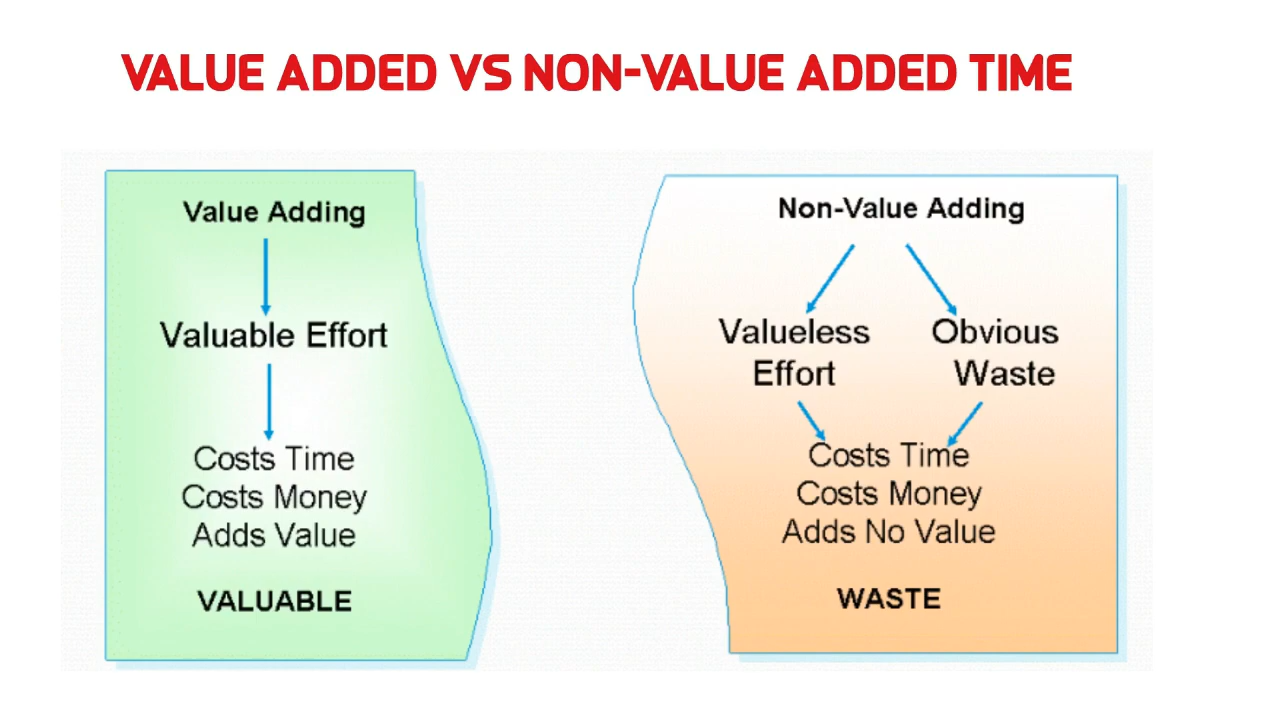 VALUE ADDED VS NON-VALUE ADDED TIME
Value Adding
Valuable Effort
Costs Time
Costs Money
Adds Value
VALUABLE
Non-Value Adding
Valueless
Effort
Obvious
Waste
Costs Time
Costs Money
Adds No Value
WASTE